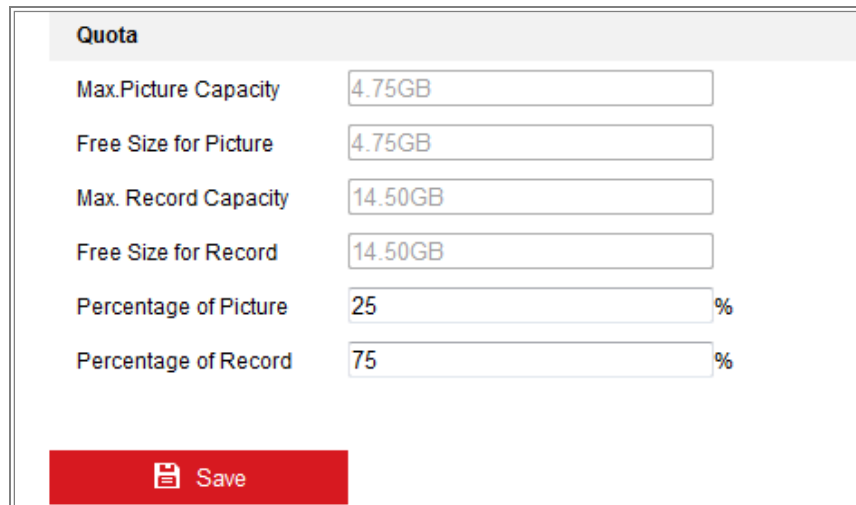 Quota
Max.Picture Capacity 4.75GB
Free Size for Picture 4.75GB
Max. Record Capacity 14.50GB
Free Size for Record 14.50GB
Percentage of Picture 25 %
Percentage of Record 75 %
Save